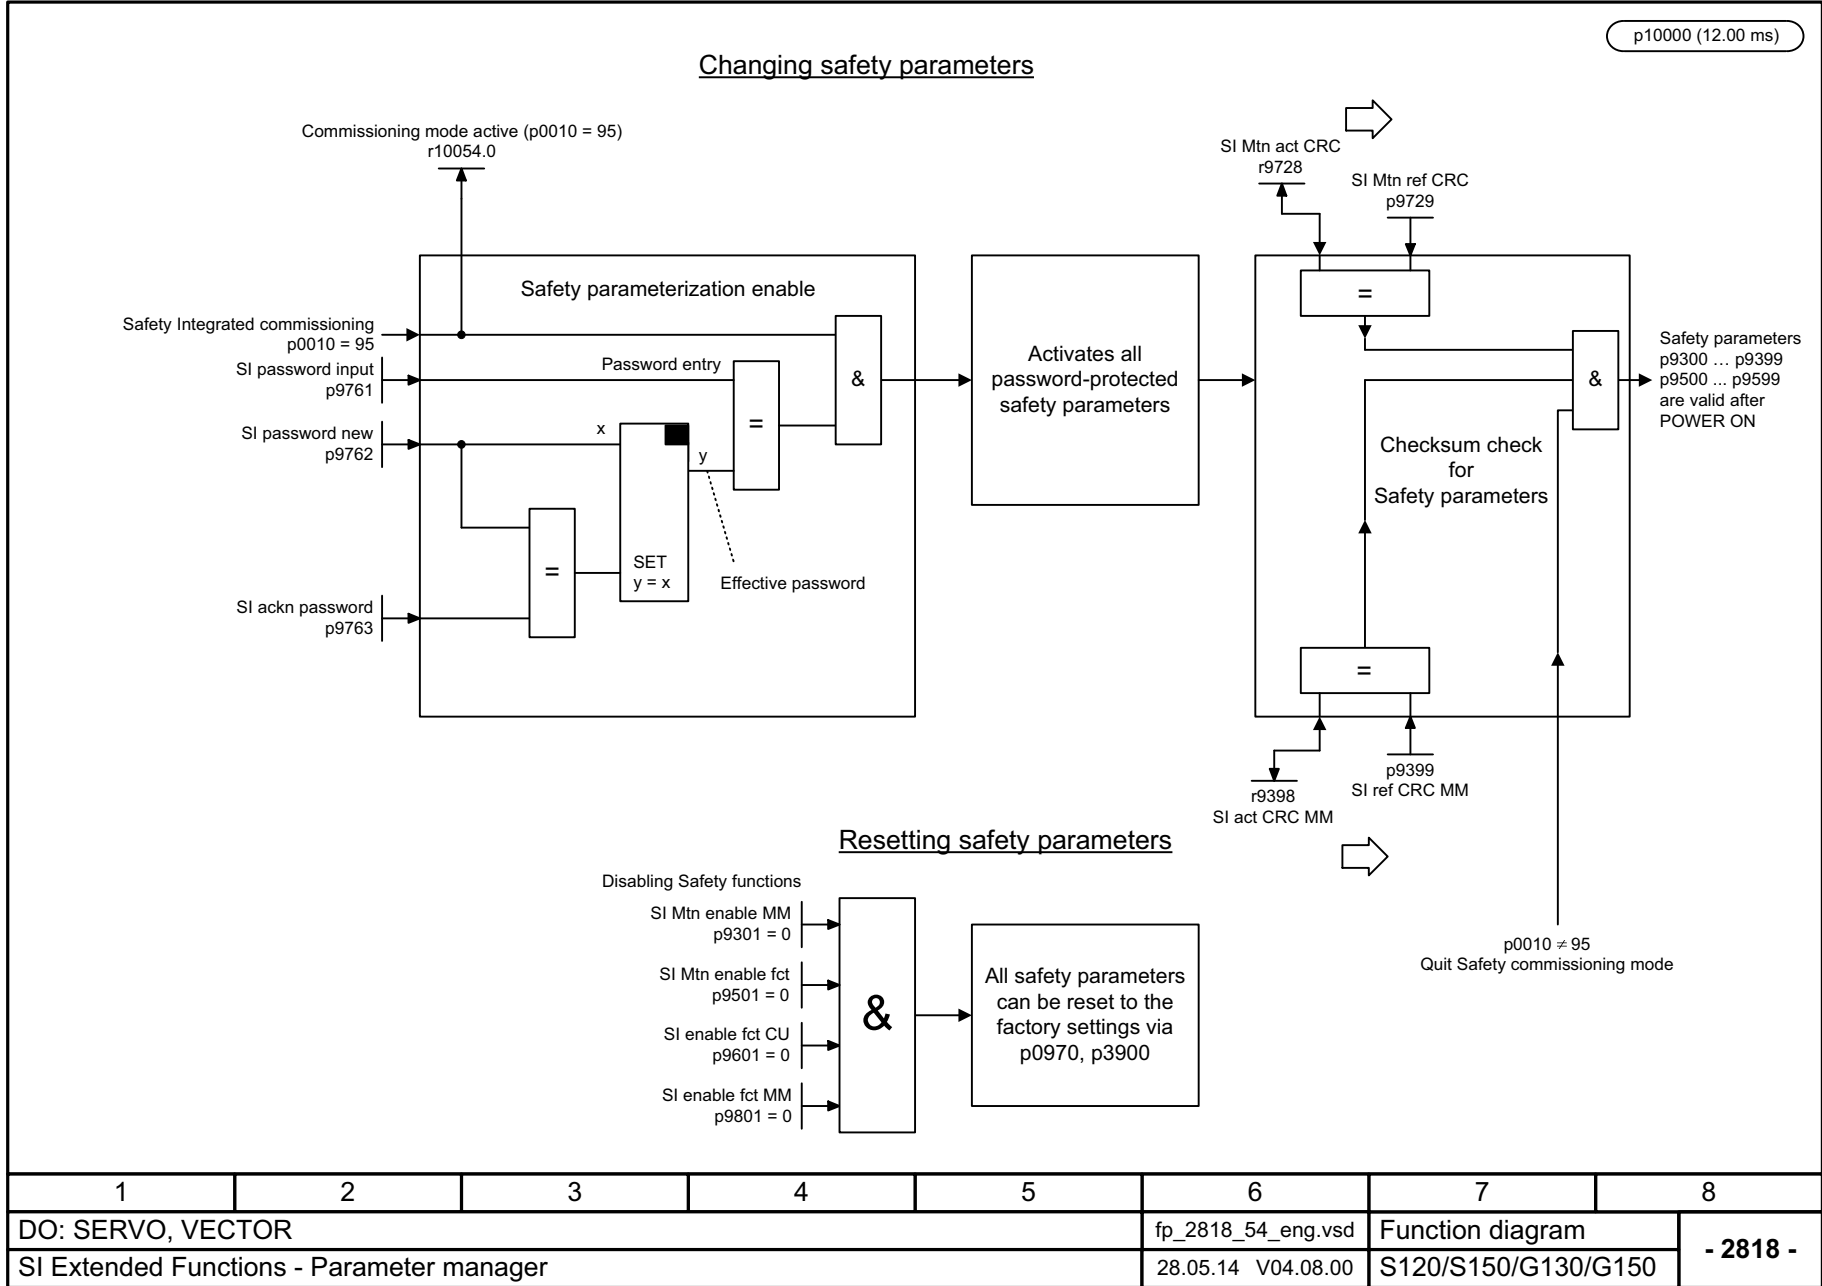 p10000 (12.00 ms)
Changing safety parameters
Commissioning mode active (p0010 = 95)
r10054.0
SI Mtn act CRC
r9728
SI Mtn ref CRC
p9729
Safety parameterization enable
Safety Integrated commissioning
p0010 = 95
SI password input
p9761
Password entry
SI password new
p9762
SI ackn password
p9763
x
y
=
=
&
SET
y = x
Effective password
Activates all
password-protected
safety parameters
=
&
Checksum check
for
Safety parameters
=
Safety parameters
p9300 ... p9399
p9500 ... p9599
are valid after
POWER ON
r9398
SI act CRC MM
p9399
SI ref CRC MM
p0010 ≠ 95
Quit Safety commissioning mode
Resetting safety parameters
Disabling Safety functions
SI Mtn enable MM
p9301 = 0
SI Mtn enable fct
p9501 = 0
SI enable fct CU
p9601 = 0
SI enable fct MM
p9801 = 0
&
All safety parameters
can be reset to the
factory settings via
p0970, p3900
1 2 3 4 5 6 7 8
DO: SERVO, VECTOR
fp_2818_54_eng.vsd
Function diagram
- 2818 -
SI Extended Functions - Parameter manager
28.05.14 V04.08.00
S120/S150/G130/G150